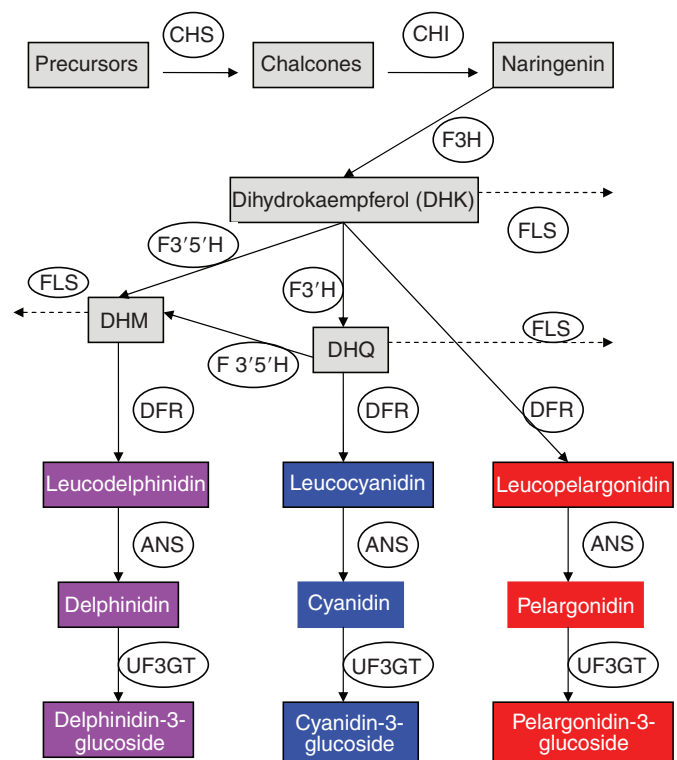 CHS
CHI
Precursors
Chalcones
Naringenin
F3H
Dihydrokaempferol (DHK)
FLS
F3′5′H
FLS
F3′H
DHM
FLS
DHQ
F 3′5′H
DFR
DFR
DFR
Leucodelphinidin
Leucocyanidin
Leucopelargonidin
ANS
ANS
ANS
Delphinidin
Cyanidin
Pelargonidin
UF3GT
UF3GT
UF3GT
Delphinidin-3-
glucoside
Cyanidin-3-
glucoside
Pelargonidin-3-
glucoside